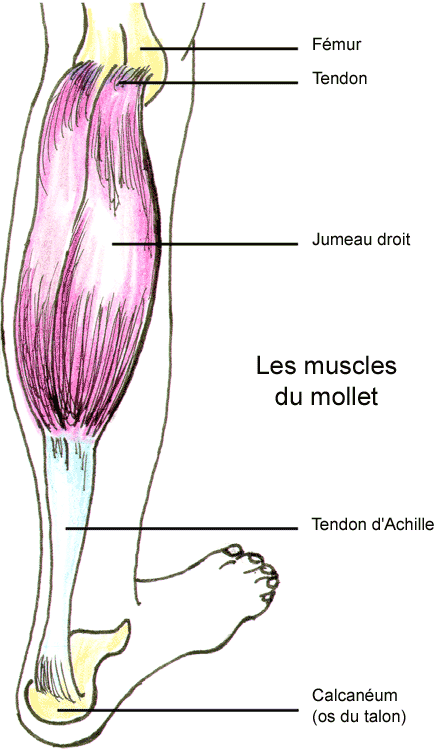 Fémur
Tendon
Jumeau droit
Les muscles
du mollet
Tendon d'Achille
Calcanéum
(os du talon)